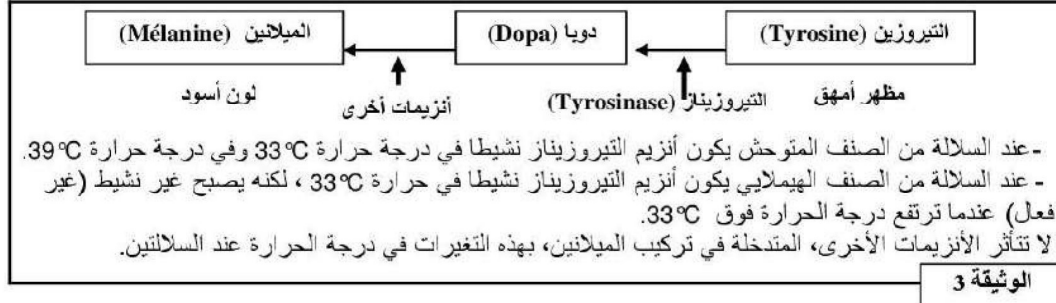 التيروزين (Tyrosine) دوبا (Dopa) الميلانين (Mélanine)
مظهر أمهق التيروزيناز (Tyrosinase) أنزيمات أخرى لون أسود
-عند السلالة من الصنف المتوحش يكون أنزيم التيروزيناز نشيطا في درجة حرارة 33°C وفي درجة حرارة 39°C.
- عند السلالة من الصنف الهيملايي يكون أنزيم التيروزيناز نشيطا في حرارة 33°C ، لكنه يصبح غير نشيط (غير
فعال) عندما ترتفع درجة الحرارة فوق 33°C.
لا تتأثر الأنزيمات الأخرى، المتدخلة في تركيب الميلانين، بهذه التغيرات في درجة الحرارة عند السلالتين.
الوثيقة 3